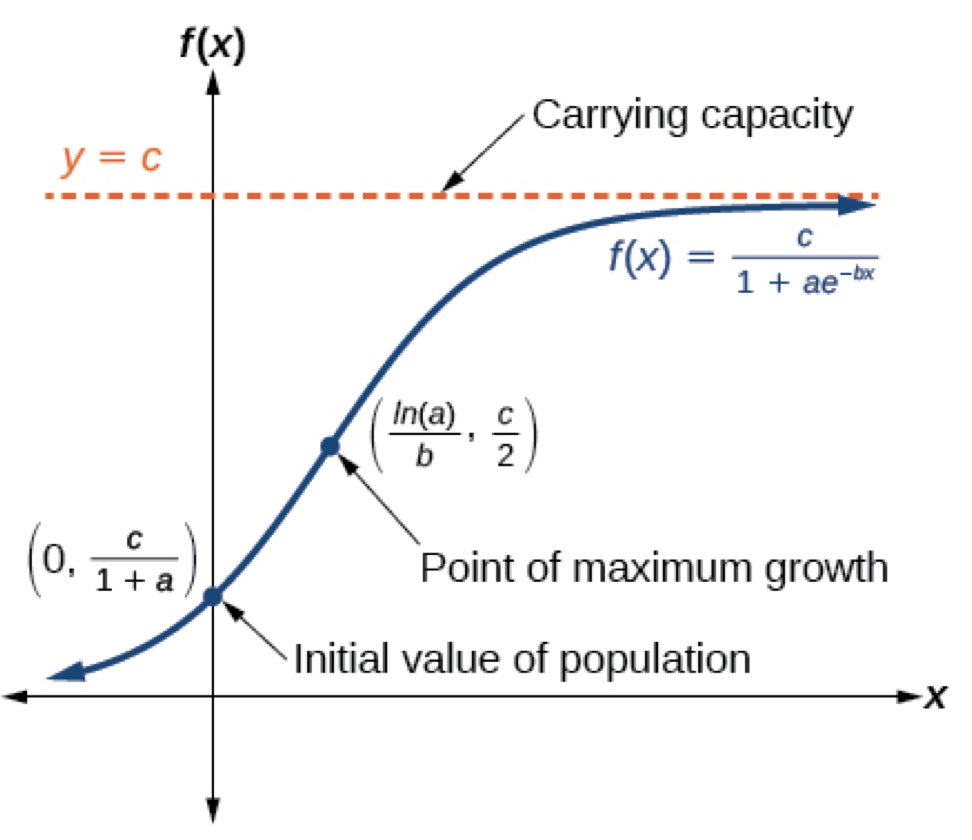 f(x)
Carrying capacity
y = c
f(x) = c / (1 + ae^{-bx})
(ln(a)/b, c/2)
(0, c/(1 + a))
Point of maximum growth
Initial value of population
x